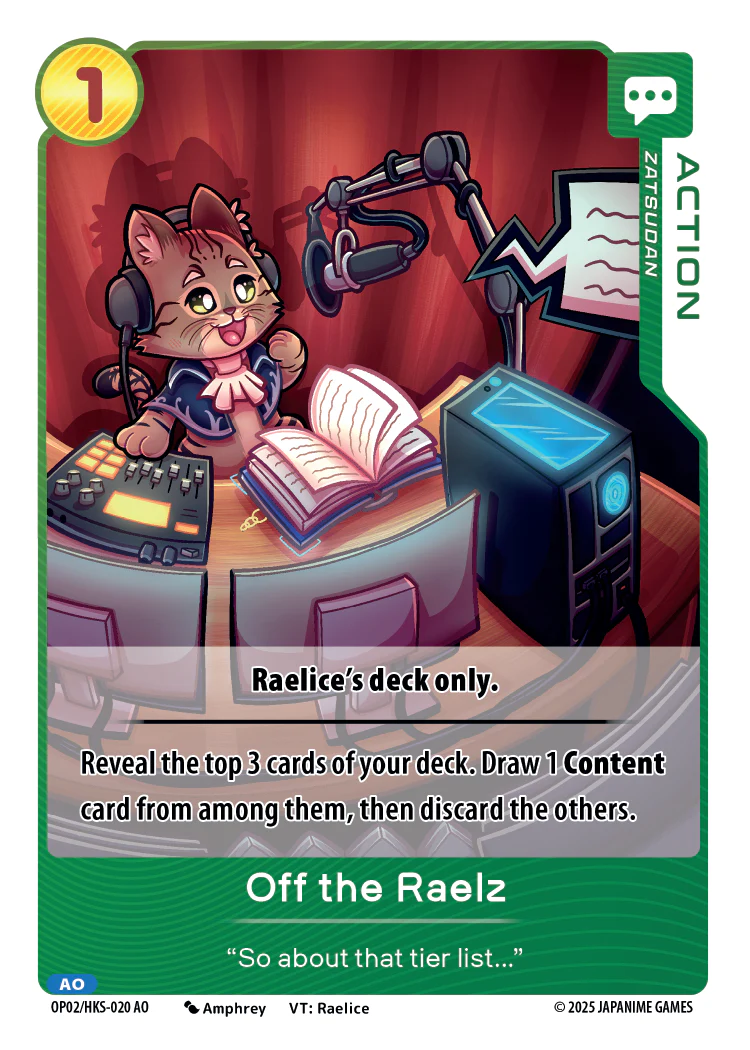 1
ACTION
ZATSUDAN
Raelice's deck only.
Reveal the top 3 cards of your deck. Draw 1 Content
card from among them, then discard the others.
Off the Raelz
“So about that tier list...”
AO
OP02/HKS-020 AO
Amphrey
VT: Raelice
© 2025 JAPANIME GAMES